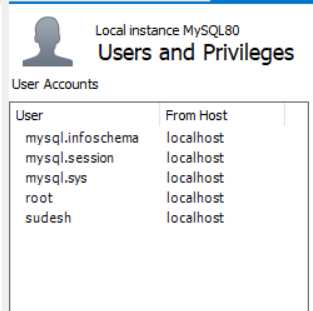 Local instance MySQL80
Users and Privileges
User Accounts
User From Host
mysql.infoschema localhost
mysql.session localhost
mysql.sys localhost
root localhost
sudesh localhost